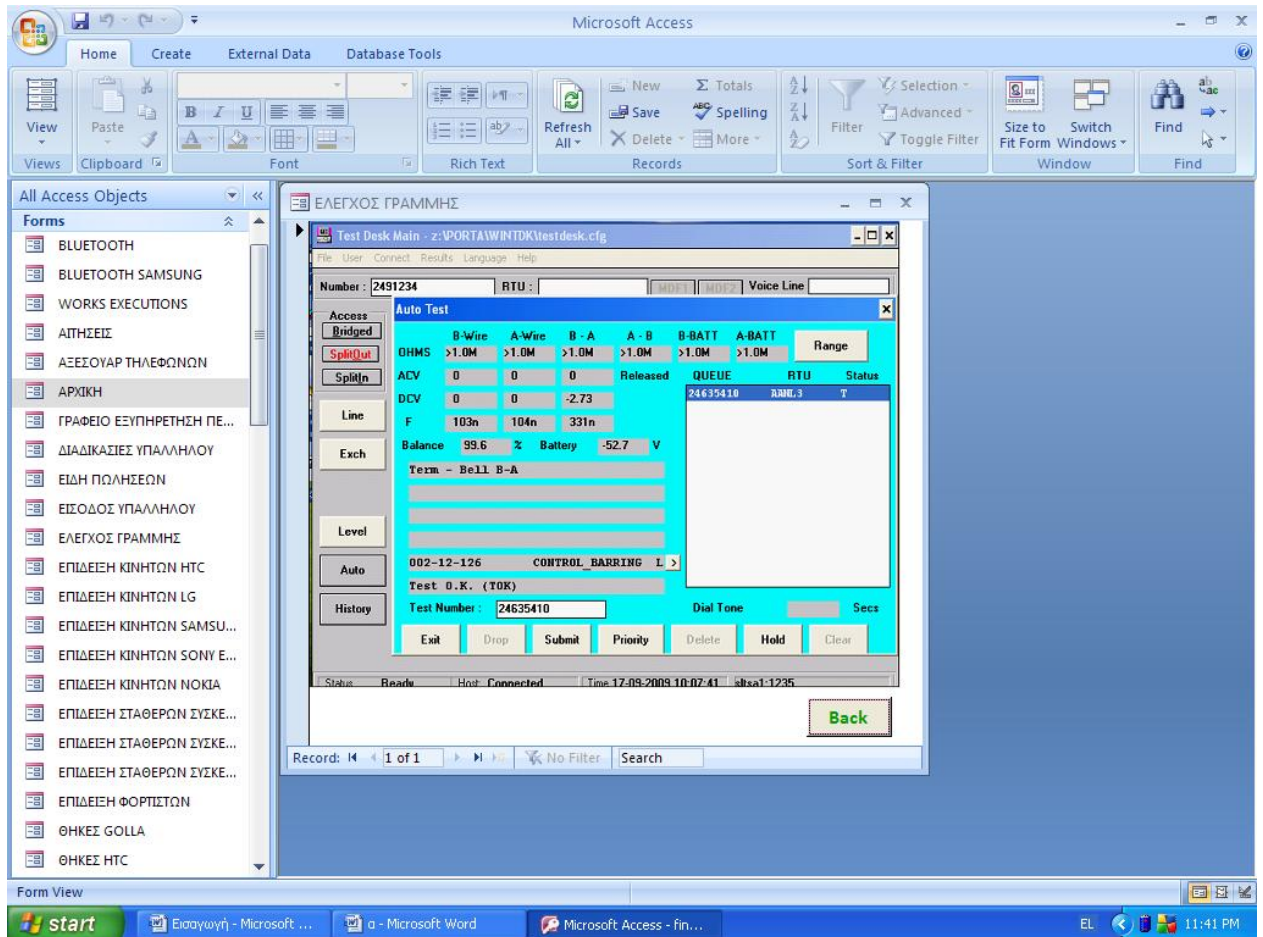 Microsoft Access
Home Create External Data Database Tools
View Paste B I U Refresh All New Save Delete Totals Spelling More Filter Selection Advanced Toggle Filter Size to Fit Form Switch Windows Find
Views Clipboard Font Rich Text Records Sort & Filter Window Find
All Access Objects
Forms
BLUETOOTH
BLUETOOTH SAMSUNG
WORKS EXECUTIONS
ΑΙΤΗΣΕΙΣ
ΑΞΕΣΟΥΑΡ ΤΗΛΕΦΩΝΩΝ
ΑΡΧΙΚΗ
ΓΡΑΦΕΙΟ ΕΞΥΠΗΡΕΤΗΣΗ ΠΕ...
ΔΙΑΔΙΚΑΣΙΕΣ ΥΠΑΛΛΗΛΟΥ
ΕΙΔΗ ΠΩΛΗΣΕΩΝ
ΕΙΣΟΔΟΣ ΥΠΑΛΛΗΛΟΥ
ΕΛΕΓΧΟΣ ΓΡΑΜΜΗΣ
ΕΠΙΔΕΙΞΗ ΚΙΝΗΤΩΝ HTC
ΕΠΙΔΕΙΞΗ ΚΙΝΗΤΩΝ LG
ΕΠΙΔΕΙΞΗ ΚΙΝΗΤΩΝ SAMSU...
ΕΠΙΔΕΙΞΗ ΚΙΝΗΤΩΝ SONY E...
ΕΠΙΔΕΙΞΗ ΚΙΝΗΤΩΝ ΝΟΚΙΑ
ΕΠΙΔΕΙΞΗ ΣΤΑΘΕΡΩΝ ΣΥΣΚΕ...
ΕΠΙΔΕΙΞΗ ΣΤΑΘΕΡΩΝ ΣΥΣΚΕ...
ΕΠΙΔΕΙΞΗ ΣΤΑΘΕΡΩΝ ΣΥΣΚΕ...
ΕΠΙΔΕΙΞΗ ΦΟΡΤΙΣΤΩΝ
ΘΗΚΕΣ GOLLA
ΘΗΚΕΣ HTC
ΕΛΕΓΧΟΣ ΓΡΑΜΜΗΣ
Test Desk Main - z:\PORTA\WINTDK\testdesk.cfg
File User Connect Results Language Help
Number : 2491234 RTU : MDF1 MDF2 Voice Line
Access
Bridged
SplitOut
SplitIn
Line
Exch
Level
Auto
History
Auto Test
B-Wire A-Wire B - A A - B B-BATT A-BATT Range
OHMS >1.0M >1.0M >1.0M >1.0M >1.0M >1.0M
ACV 0 0 0 Released QUEUE RTU Status
DCV 0 0 -2.73 24635410 T
F 103n 104n 331n
Balance 99.6 % Battery -52.7 V
Term - Bell B-A
002-12-126 CONTROL_BARRING L >
Test O.K. (TOK)
Test Number : 24635410 Dial Tone Secs
Exit Drop Submit Priority Delete Hold Clear
Status Ready Host: Connected Time 17-09-2009 10:07:41 sltsa1:1235
Back
Record: 1 of 1 No Filter Search
Form View
start Εισαγωγή - Microsoft ... α - Microsoft Word Microsoft Access - fin... EL 11:41 PM